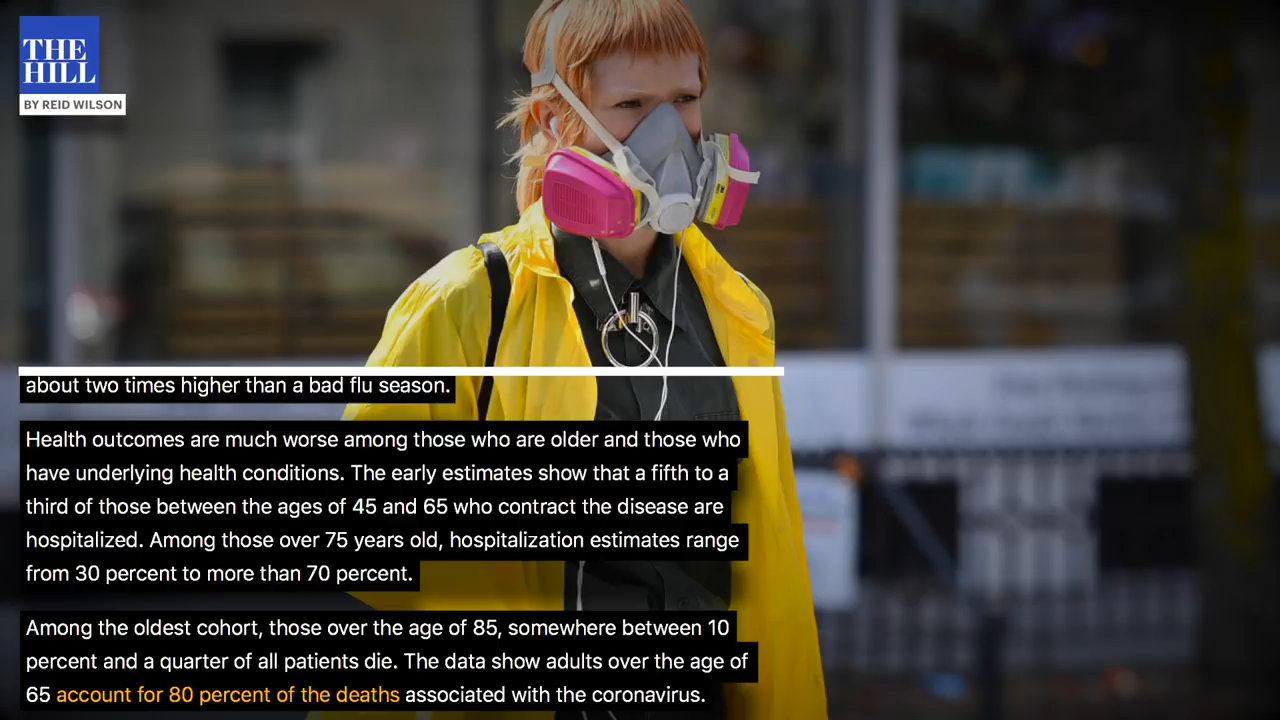 THE
HILL
BY REID WILSON
about two times higher than a bad flu season.
Health outcomes are much worse among those who are older and those who
have underlying health conditions. The early estimates show that a fifth to a
third of those between the ages of 45 and 65 who contract the disease are
hospitalized. Among those over 75 years old, hospitalization estimates range
from 30 percent to more than 70 percent.
Among the oldest cohort, those over the age of 85, somewhere between 10
percent and a quarter of all patients die. The data show adults over the age of
65 account for 80 percent of the deaths associated with the coronavirus.